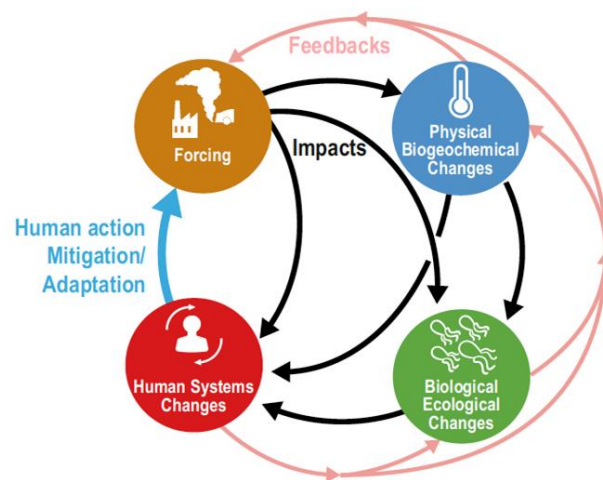 Feedbacks
Forcing
Impacts
Physical
Biogeochemical
Changes
Human action
Mitigation/
Adaptation
Human Systems
Changes
Biological
Ecological
Changes